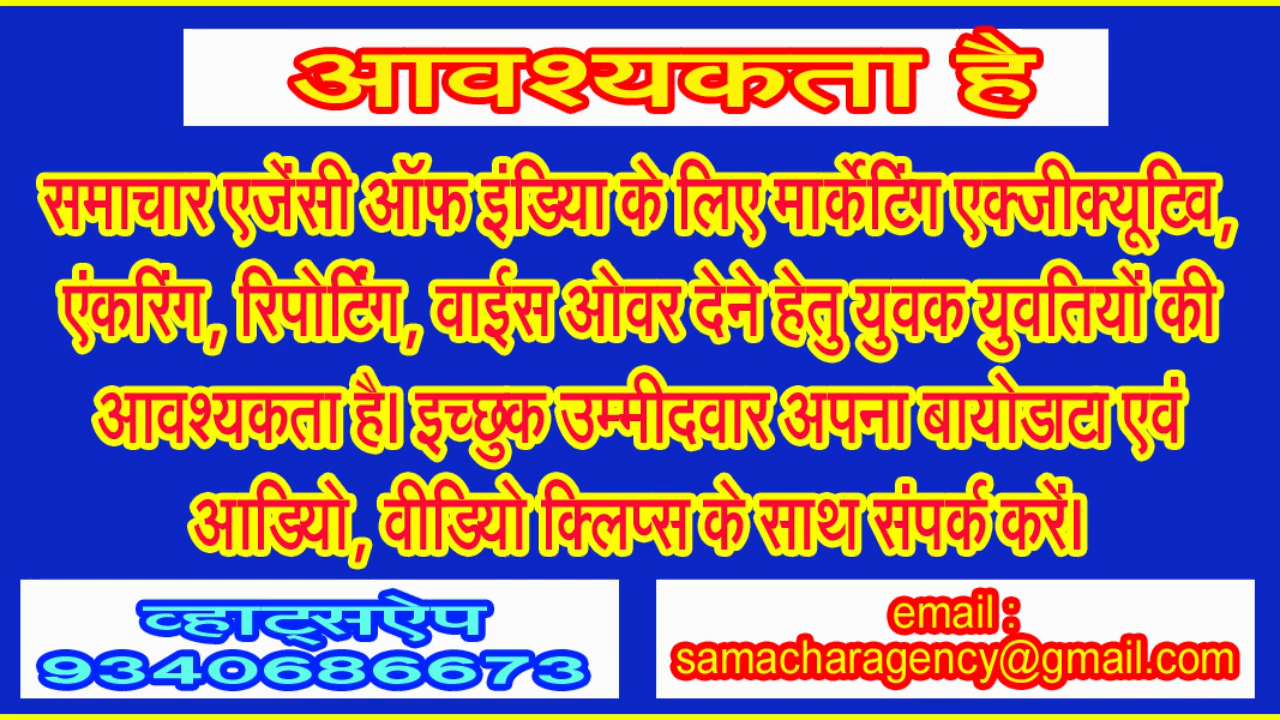 आवश्यकता है
समाचार एजेंसी ऑफ इंडिया के लिए मार्केटिंग एक्जीक्यूटिव,
एंकरिंग, रिपोर्टिंग, वाईस ओवर देने हेतु युवक युवतियों की
आवश्यकता है। इच्छुक उम्मीदवार अपना बायोडाटा एवं
आडियो, वीडियो क्लिप्स के साथ संपर्क करें।
व्हाट्सऐप
9340686673
email :
samacharagency@gmail.com